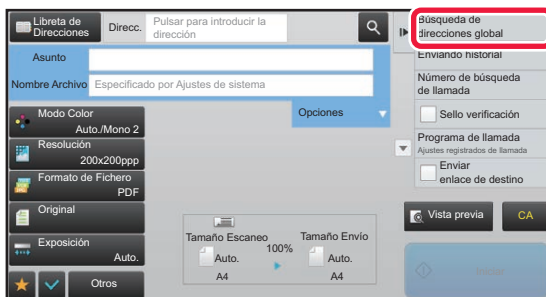 Libreta de
Direcciones
Direcc.
Pulsar para introducir la
dirección
Asunto
Nombre Archivo
Especificado por Ajustes de sistema
Opciones
Modo Color
Auto./Mono 2
Resolución
200x200ppp
Formato de Fichero
PDF
Original
Exposición
Auto.
Otros
Tamaño Escaneo
100%
Tamaño Envío
Auto.
A4
Auto.
A4
Búsqueda de
direcciones global
Enviando historial
Número de búsqueda
de llamada
Sello verificación
Programa de llamada
Ajustes registrados de llamada
Enviar
enlace de destino
Vista previa
CA